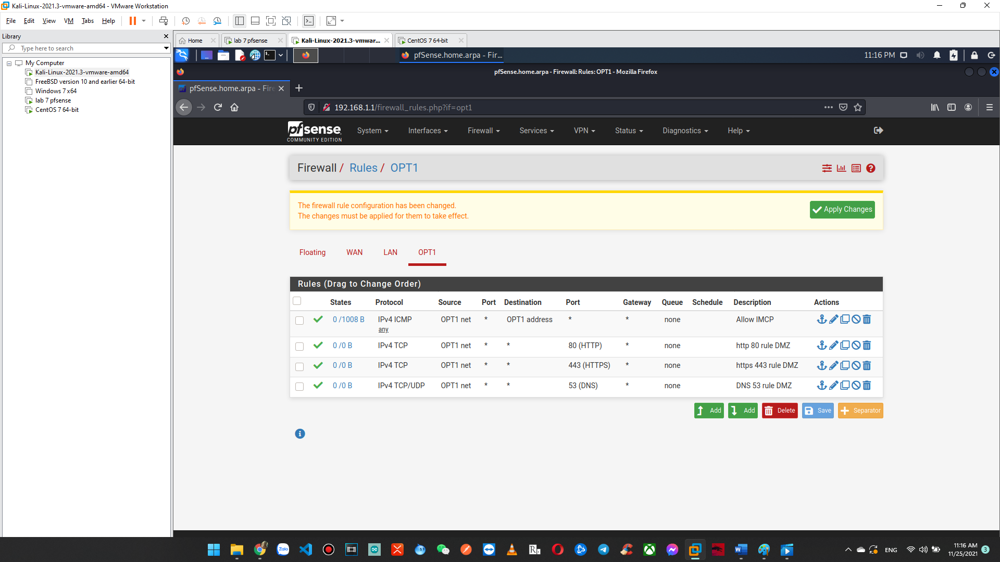 Kali-Linux-2021.3-vmware-amd64 - VMware Workstation
File Edit View VM Tabs Help
Library
Type here to search
My Computer
Kali-Linux-2021.3-vmware-amd64
FreeBSD version 10 and earlier 64-bit
Windows 7 x64
lab 7 pfsense
CentOS 7 64-bit
Home lab 7 pfsense Kali-Linux-2021.3-vmwar... CentOS 7 64-bit
pfSense.home.arpa - Fir... 11:16 PM
pfSense.home.arpa - Firewall: Rules: OPT1 - Mozilla Firefox
pfSense.home.arpa - Fire
192.168.1.1/firewall_rules.php?if=opt1
pfsense System Interfaces Firewall Services VPN Status Diagnostics Help
COMMUNITY EDITION
Firewall / Rules / OPT1
The firewall rule configuration has been changed.
The changes must be applied for them to take effect.
Apply Changes
Floating WAN LAN OPT1
Rules (Drag to Change Order)
States Protocol Source Port Destination Port Gateway Queue Schedule Description Actions
0 /1008 B IPv4 ICMP OPT1 net * OPT1 address * * none Allow IMCP
any
0 /0 B IPv4 TCP OPT1 net * * 80 (HTTP) * none http 80 rule DMZ
0 /0 B IPv4 TCP OPT1 net * * 443 (HTTPS) * none https 443 rule DMZ
0 /0 B IPv4 TCP/UDP OPT1 net * * 53 (DNS) * none DNS 53 rule DMZ
Add Add Delete Save Separator
Zalo
ENG
11:16 AM
11/25/2021
3